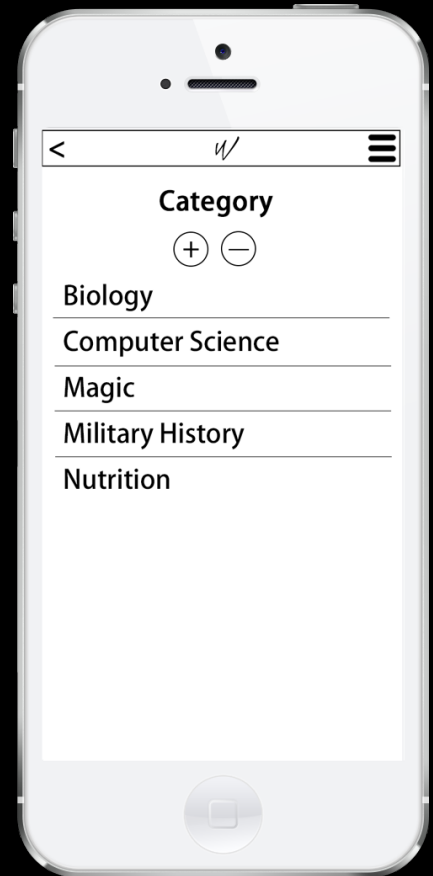 < W
Category
+ −
Biology
Computer Science
Magic
Military History
Nutrition